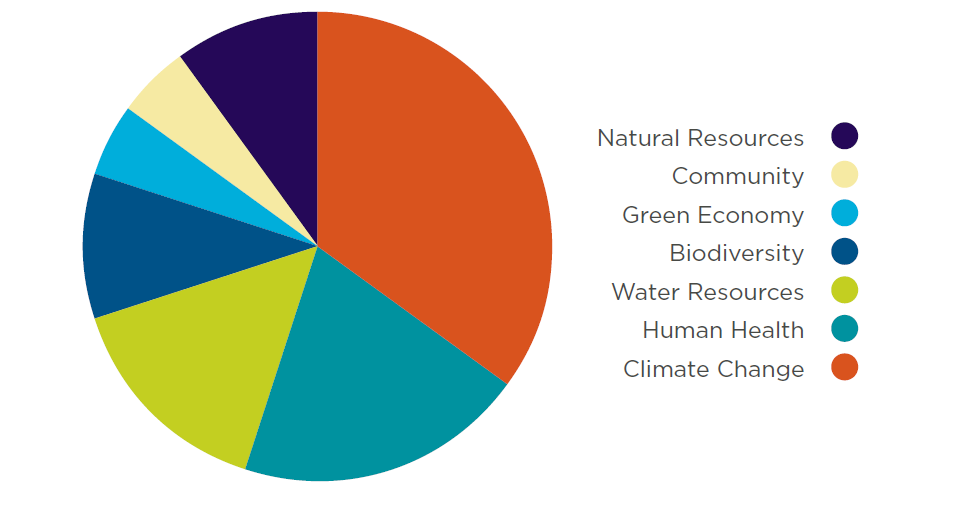 Natural Resources
Community
Green Economy
Biodiversity
Water Resources
Human Health
Climate Change